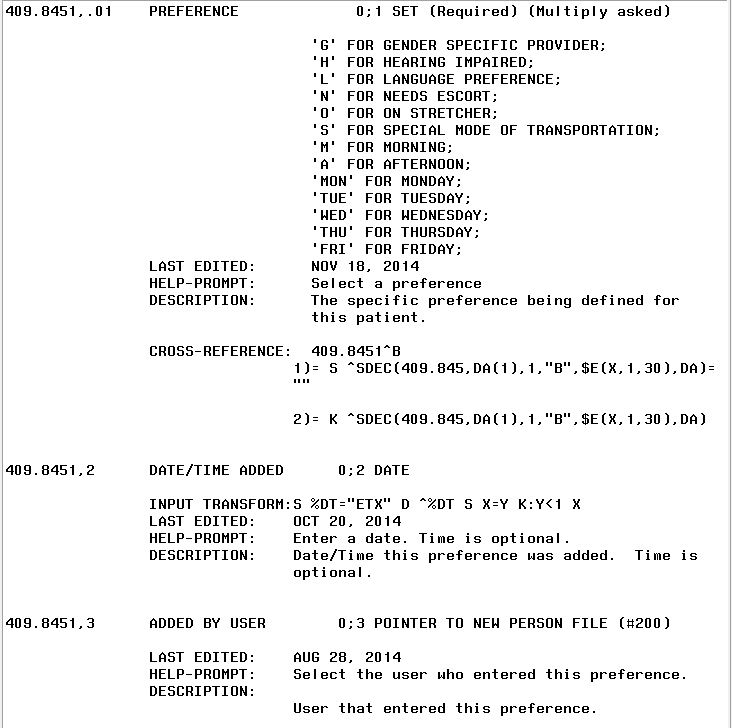 409.8451,.01 PREFERENCE 0;1 SET (Required) (Multiply asked)
'G' FOR GENDER SPECIFIC PROVIDER;
'H' FOR HEARING IMPAIRED;
'L' FOR LANGUAGE PREFERENCE;
'N' FOR NEEDS ESCORT;
'O' FOR ON STRETCHER;
'S' FOR SPECIAL MODE OF TRANSPORTATION;
'M' FOR MORNING;
'A' FOR AFTERNOON;
'MON' FOR MONDAY;
'TUE' FOR TUESDAY;
'WED' FOR WEDNESDAY;
'THU' FOR THURSDAY;
'FRI' FOR FRIDAY;
LAST EDITED: NOV 18, 2014
HELP-PROMPT: Select a preference
DESCRIPTION: The specific preference being defined for
this patient.
CROSS-REFERENCE: 409.8451^B
1)= S ^SDEC(409.845,DA(1),1,"B",$E(X,1,30),DA)=
""
2)= K ^SDEC(409.845,DA(1),1,"B",$E(X,1,30),DA)
409.8451,2 DATE/TIME ADDED 0;2 DATE
INPUT TRANSFORM:S %DT="ETX" D ^%DT S X=Y K:Y<1 X
LAST EDITED: OCT 20, 2014
HELP-PROMPT: Enter a date. Time is optional.
DESCRIPTION: Date/Time this preference was added. Time is
optional.
409.8451,3 ADDED BY USER 0;3 POINTER TO NEW PERSON FILE (#200)
LAST EDITED: AUG 28, 2014
HELP-PROMPT: Select the user who entered this preference.
DESCRIPTION:
User that entered this preference.